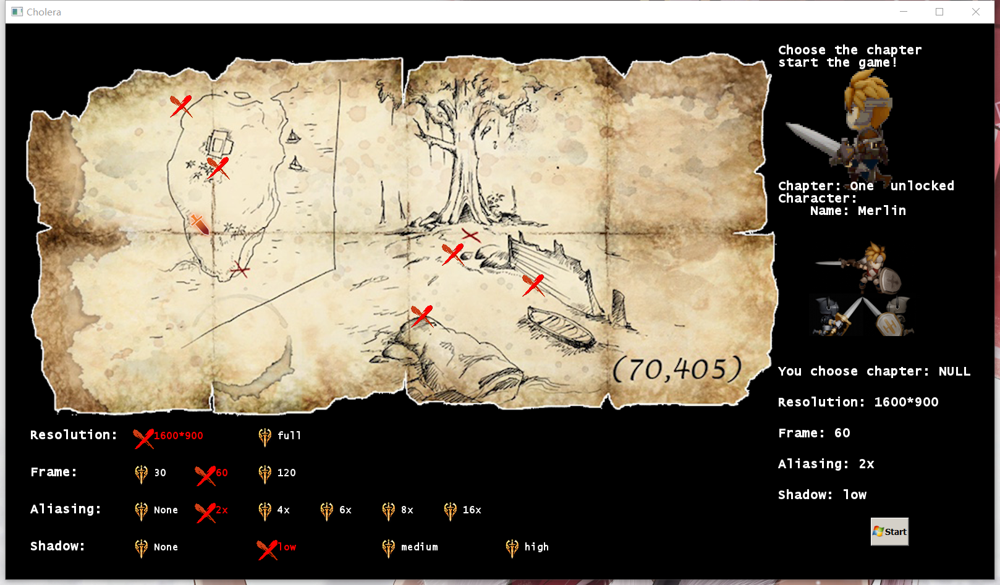 Cholera
Choose the chapter
start the game!
Chapter: One  unlocked
Character:
Name: Merlin
(70,405)
You choose chapter: NULL
Resolution: 1600*900
Frame: 60
Aliasing: 2x
Shadow: low
Resolution: 1600*900 full
Frame: 30 60 120
Aliasing: None 2x 4x 6x 8x 16x
Shadow: None low medium high
Start